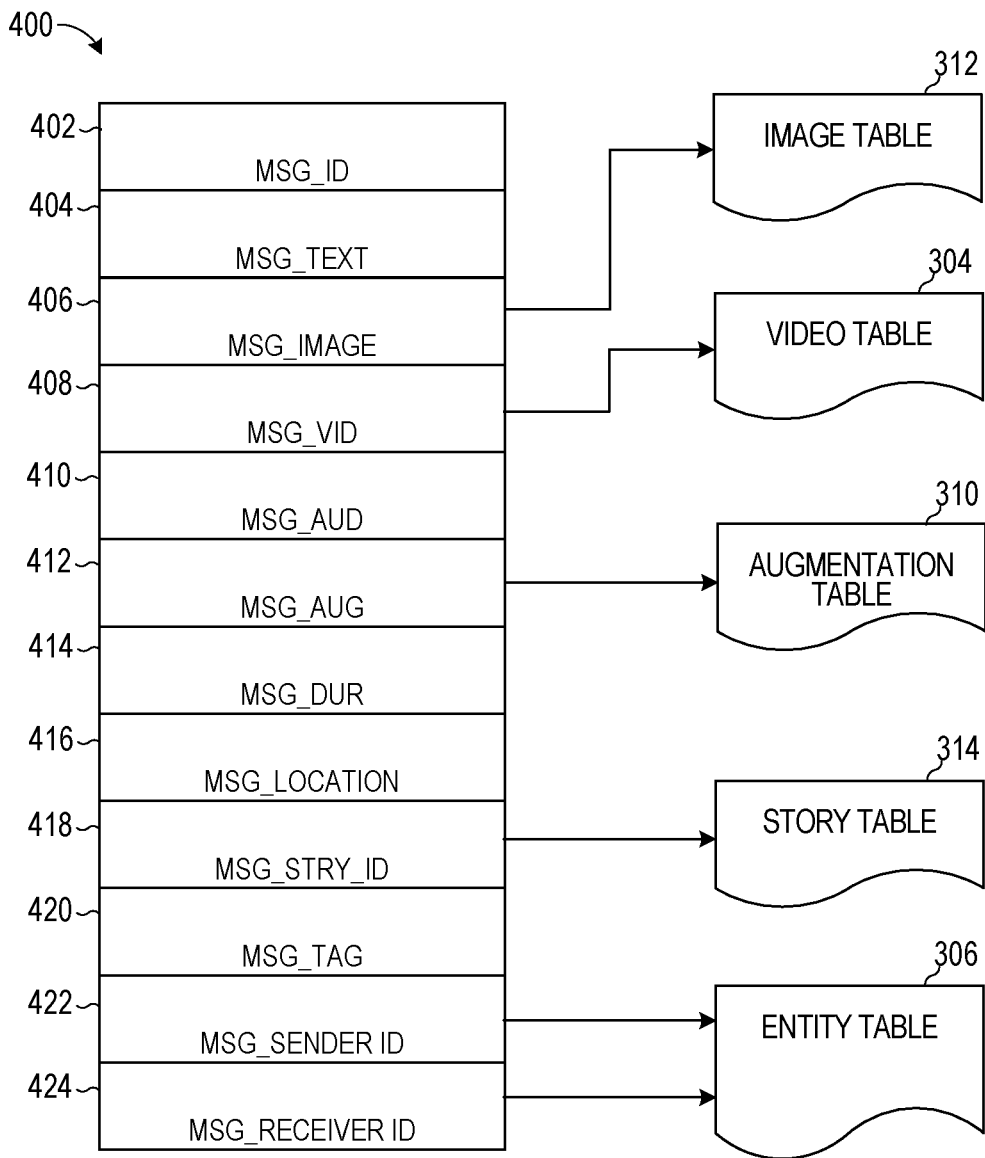 400
402
MSG_ID
404
MSG_TEXT
406
MSG_IMAGE
408
MSG_VID
410
MSG_AUD
412
MSG_AUG
414
MSG_DUR
416
MSG_LOCATION
418
MSG_STRY_ID
420
MSG_TAG
422
MSG_SENDER ID
424
MSG_RECEIVER ID
312
IMAGE TABLE
304
VIDEO TABLE
310
AUGMENTATION
TABLE
314
STORY TABLE
306
ENTITY TABLE